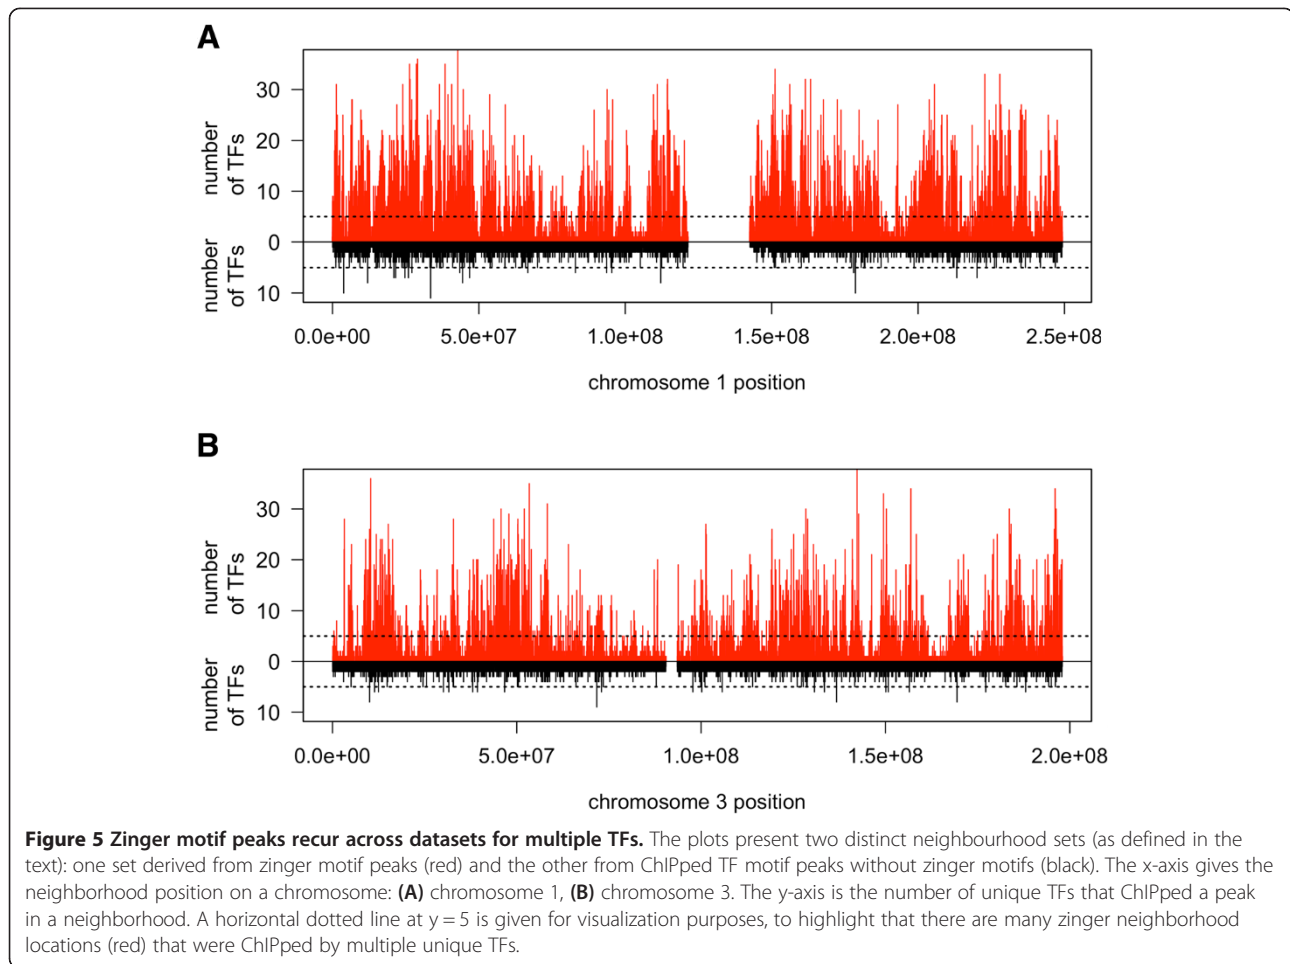 A
number
of TFs
30
20
10
0
10
number
of TFs
0.0e+00 5.0e+07 1.0e+08 1.5e+08 2.0e+08 2.5e+08
chromosome 1 position
B
number
of TFs
30
20
10
0
10
number
of TFs
0.0e+00 5.0e+07 1.0e+08 1.5e+08 2.0e+08
chromosome 3 position
Figure 5 Zinger motif peaks recur across datasets for multiple TFs. The plots present two distinct neighbourhood sets (as defined in the
text): one set derived from zinger motif peaks (red) and the other from ChIPped TF motif peaks without zinger motifs (black). The x-axis gives the
neighborhood position on a chromosome: (A) chromosome 1, (B) chromosome 3. The y-axis is the number of unique TFs that ChIPped a peak
in a neighborhood. A horizontal dotted line at y = 5 is given for visualization purposes, to highlight that there are many zinger neighborhood
locations (red) that were ChIPped by multiple unique TFs.